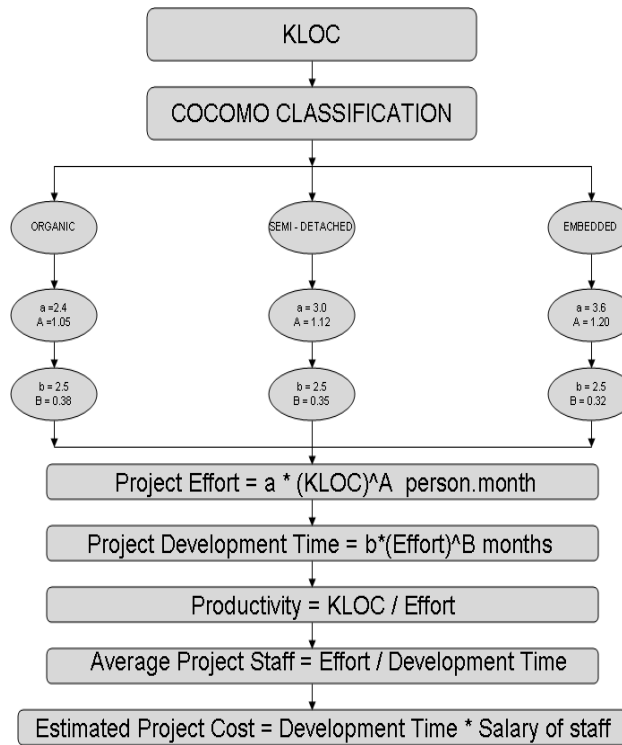 KLOC
COCOMO CLASSIFICATION
ORGANIC
SEMI - DETACHED
EMBEDDED
a =2.4
A =1.05
a = 3.0
A = 1.12
a = 3.6
A = 1.20
b = 2.5
B = 0.38
b = 2.5
B = 0.35
b = 2.5
B = 0.32
Project Effort = a * (KLOC)^A person.month
Project Development Time = b*(Effort)^B months
Productivity = KLOC / Effort
Average Project Staff = Effort / Development Time
Estimated Project Cost = Development Time * Salary of staff